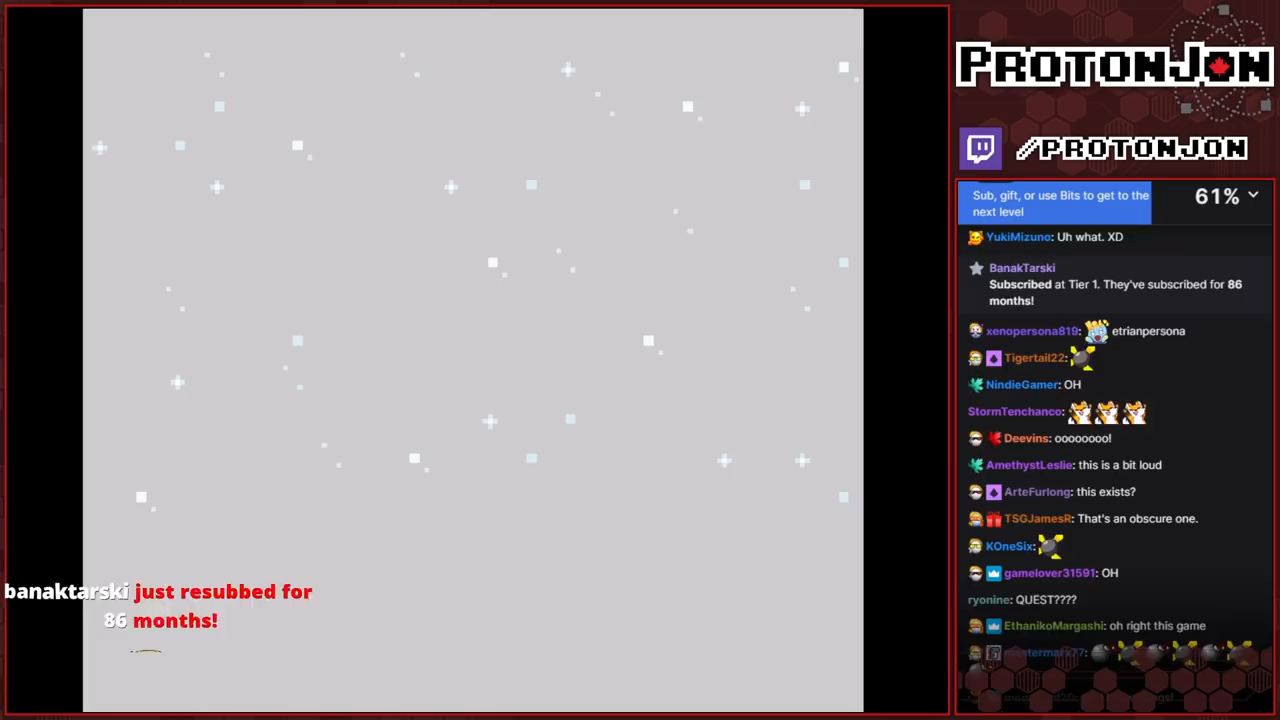 PROTONJON
/PROTONJON
Sub, gift, or use Bits to get to the
next level
61%
YukiMizuno: Uh what. XD
BanakTarski
Subscribed at Tier 1. They've subscribed for 86
months!
xenopersona819: etrianpersona
Tigertail22:
NindieGamer: OH
StormTenchanco:
Deevins: oooooooo!
AmethystLeslie: this is a bit loud
ArteFurlong: this exists?
TSGJamesR: That's an obscure one.
KOneSix:
gamelover31591: OH
ryonine: QUEST????
EthanikoMargashi: oh right this game
banaktarski just resubbed for
86 months!